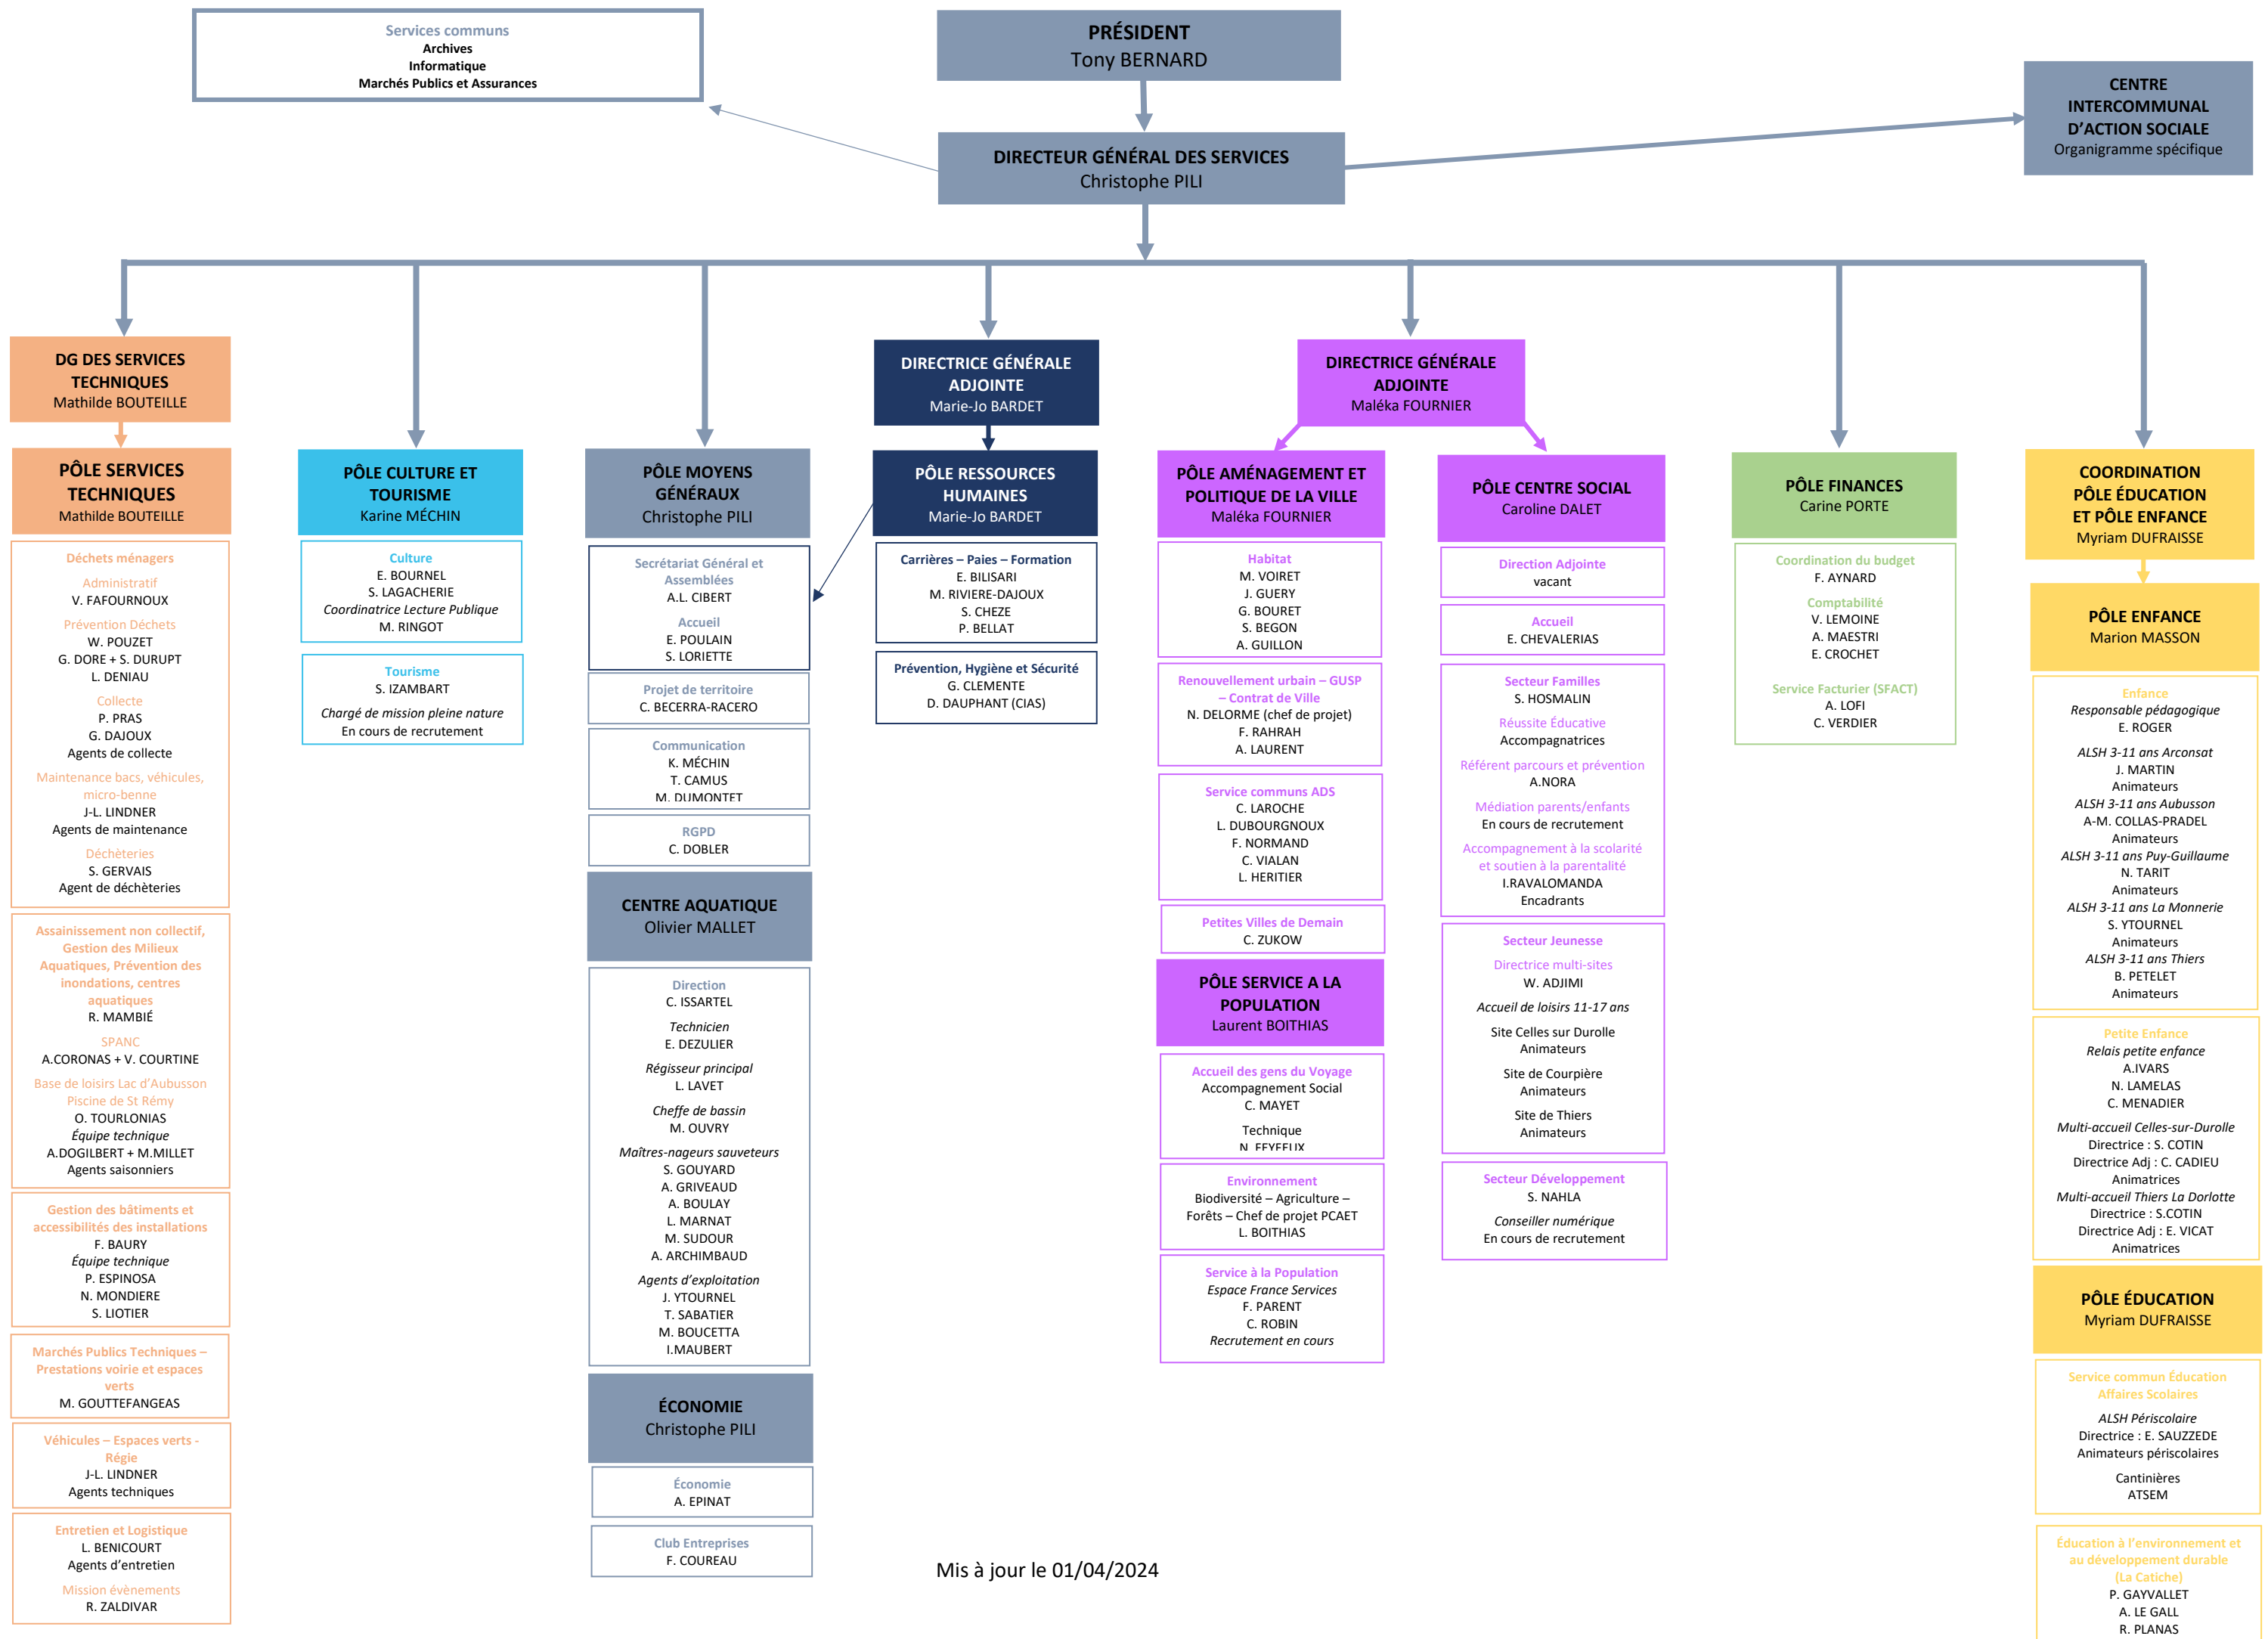 Services communs
Archives
Informatique
Marchés Publics et Assurances
PRÉSIDENT
Tony BERNARD
CENTRE
INTERCOMMUNAL
D'ACTION SOCIALE
Organigramme spécifique
DIRECTEUR GÉNÉRAL DES SERVICES
Christophe PILI
DG DES SERVICES
TECHNIQUES
Mathilde BOUTEILLE
PÔLE SERVICES
TECHNIQUES
Mathilde BOUTEILLE
Déchets ménagers
Administratif
V. FAFOURNOUX
Prévention Déchets
W. POUZET
G. DORE + S. DURUPT
L. DENIAU
Collecte
P. PRAS
G. DAJOUX
Agents de collecte
Maintenance bacs, véhicules,
micro-benne
J-L. LINDNER
Agents de maintenance
Déchèteries
S. GERVAIS
Agent de déchèteries
Assainissement non collectif,
Gestion des Milieux
Aquatiques, Prévention des
inondations, centres
aquatiques
R. MAMBIÉ
SPANC
A.CORONAS + V. COURTINE
Base de loisirs Lac d'Aubusson
Piscine de St Rémy
O. TOURLONIAS
Équipe technique
A.DOGILBERT + M.MILLET
Agents saisonniers
Gestion des bâtiments et
accessibilités des installations
F. BAURY
Équipe technique
P. ESPINOSA
N. MONDIERE
S. LIOTIER
Marchés Publics Techniques –
Prestations voirie et espaces
verts
M. GOUTTEFANGEAS
Véhicules – Espaces verts -
Régie
J-L. LINDNER
Agents techniques
Entretien et Logistique
L. BENICOURT
Agents d'entretien
Mission évènements
R. ZALDIVAR
PÔLE CULTURE ET
TOURISME
Karine MÉCHIN
Culture
E. BOURNEL
S. LAGACHERIE
Coordinatrice Lecture Publique
M. RINGOT
Tourisme
S. IZAMBART
Chargé de mission pleine nature
En cours de recrutement
PÔLE MOYENS
GÉNÉRAUX
Christophe PILI
Secrétariat Général et
Assemblées
A.L. CIBERT
Accueil
E. POULAIN
S. LORIETTE
Projet de territoire
C. BECERRA-RACERO
Communication
K. MÉCHIN
T. CAMUS
M. DUMONTET
RGPD
C. DOBLER
CENTRE AQUATIQUE
Olivier MALLET
Direction
C. ISSARTEL
Technicien
E. DEZULIER
Régisseur principal
L. LAVET
Cheffe de bassin
M. OUVRY
Maîtres-nageurs sauveteurs
S. GOUYARD
A. GRIVEAUD
A. BOULAY
L. MARNAT
M. SUDOUR
A. ARCHIMBAUD
Agents d'exploitation
J. YTOURNEL
T. SABATIER
M. BOUCETTA
I.MAUBERT
ÉCONOMIE
Christophe PILI
Économie
A. EPINAT
Club Entreprises
F. COUREAU
DIRECTRICE GÉNÉRALE
ADJOINTE
Marie-Jo BARDET
PÔLE RESSOURCES
HUMAINES
Marie-Jo BARDET
Carrières – Paies – Formation
E. BILISARI
M. RIVIERE-DAJOUX
S. CHEZE
P. BELLAT
Prévention, Hygiène et Sécurité
G. CLEMENTE
D. DAUPHANT (CIAS)
DIRECTRICE GÉNÉRALE
ADJOINTE
Maléka FOURNIER
PÔLE AMÉNAGEMENT ET
POLITIQUE DE LA VILLE
Maléka FOURNIER
Habitat
M. VOIRET
J. GUERY
G. BOURET
S. BEGON
A. GUILLON
Renouvellement urbain – GUSP
– Contrat de Ville
N. DELORME (chef de projet)
F. RAHRAH
A. LAURENT
Service communs ADS
C. LAROCHE
L. DUBOURGNOUX
F. NORMAND
C. VIALAN
L. HERITIER
Petites Villes de Demain
C. ZUKOW
PÔLE SERVICE A LA
POPULATION
Laurent BOITHIAS
Accueil des gens du Voyage
Accompagnement Social
C. MAYET
Technique
N. FEYFEUX
Environnement
Biodiversité – Agriculture –
Forêts – Chef de projet PCAET
L. BOITHIAS
Service à la Population
Espace France Services
F. PARENT
C. ROBIN
Recrutement en cours
PÔLE CENTRE SOCIAL
Caroline DALET
Direction Adjointe
vacant
Accueil
E. CHEVALERIAS
Secteur Familles
S. HOSMALIN
Réussite Éducative
Accompagnatrices
Référent parcours et prévention
A.NORA
Médiation parents/enfants
En cours de recrutement
Accompagnement à la scolarité
et soutien à la parentalité
I.RAVALOMANDA
Encadrants
Secteur Jeunesse
Directrice multi-sites
W. ADJIMI
Accueil de loisirs 11-17 ans
Site Celles sur Durolle
Animateurs
Site de Courpière
Animateurs
Site de Thiers
Animateurs
Secteur Développement
S. NAHLA
Conseiller numérique
En cours de recrutement
PÔLE FINANCES
Carine PORTE
Coordination du budget
F. AYNARD
Comptabilité
V. LEMOINE
A. MAESTRI
E. CROCHET
Service Facturier (SFACT)
A. LOFI
C. VERDIER
COORDINATION
PÔLE ÉDUCATION
ET PÔLE ENFANCE
Myriam DUFRAISSE
PÔLE ENFANCE
Marion MASSON
Enfance
Responsable pédagogique
E. ROGER
ALSH 3-11 ans Arconsat
J. MARTIN
Animateurs
ALSH 3-11 ans Aubusson
A-M. COLLAS-PRADEL
Animateurs
ALSH 3-11 ans Puy-Guillaume
N. TARIT
Animateurs
ALSH 3-11 ans La Monnerie
S. YTOURNEL
Animateurs
ALSH 3-11 ans Thiers
B. PETELET
Animateurs
Petite Enfance
Relais petite enfance
A.IVARS
N. LAMELAS
C. MENADIER
Multi-accueil Celles-sur-Durolle
Directrice : S. COTIN
Directrice Adj : C. CADIEU
Animatrices
Multi-accueil Thiers La Dorlotte
Directrice : S.COTIN
Directrice Adj : E. VICAT
Animatrices
PÔLE ÉDUCATION
Myriam DUFRAISSE
Service commun Éducation
Affaires Scolaires
ALSH Périscolaire
Directrice : E. SAUZZEDE
Animateurs périscolaires
Cantinières
ATSEM
Éducation à l'environnement et
au développement durable
(La Catiche)
P. GAYVALLET
A. LE GALL
R. PLANAS
Mis à jour le 01/04/2024